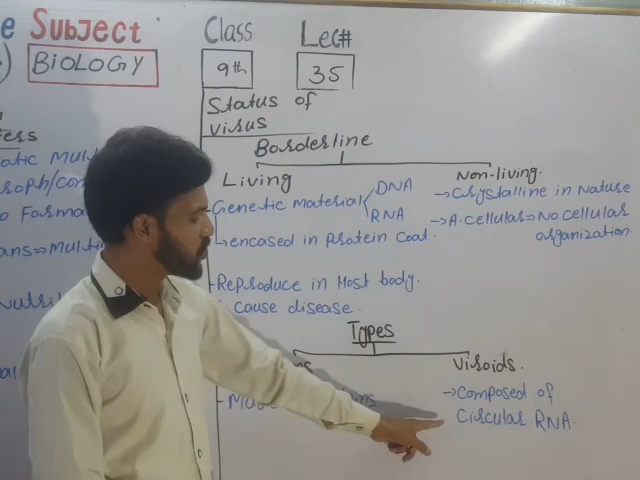 e Subject
BIOLOGY
Class
9th
Lec#
35
Status of
virus
Borderline
Living
Genetic Material
DNA
RNA
encased in protein coat.
Reproduce in Host body.
Cause disease.
Non-living.
→ Crystalline in Nature
→ A.cellular ⇒ No cellular
organization.
Types
ns
Viroids.
→ Composed of
Circular RNA.